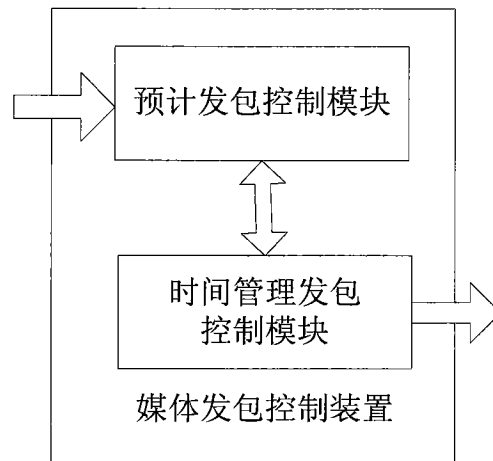 预计发包控制模块
时间管理发包
控制模块
媒体发包控制装置